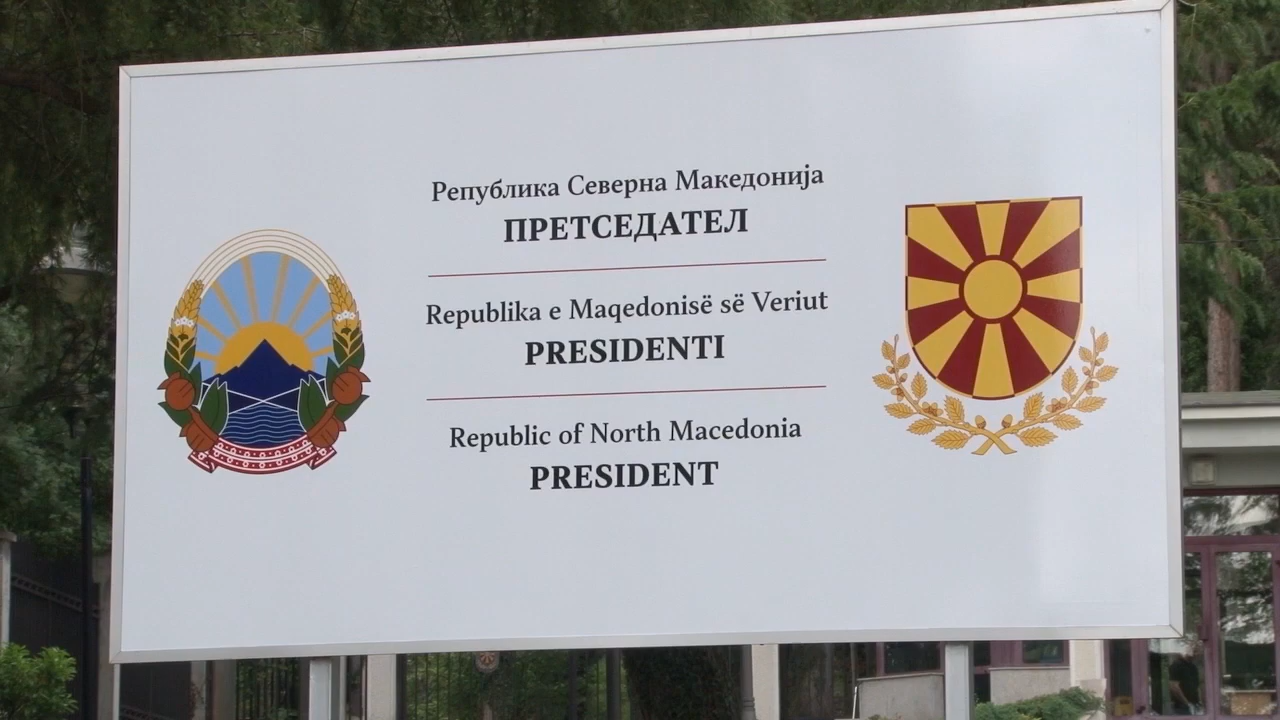 Република Северна Македонија
ПРЕТСЕДАТЕЛ
Republika e Maqedonisë së Veriut
PRESIDENTI
Republic of North Macedonia
PRESIDENT